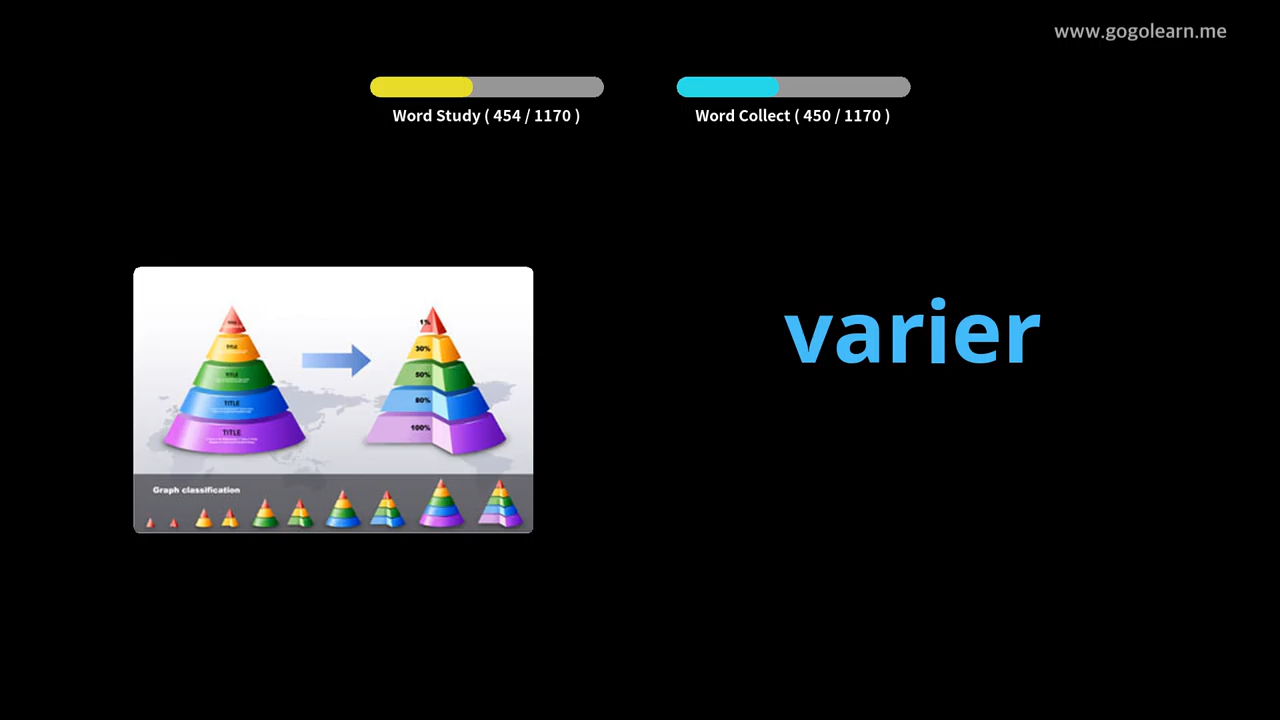 www.gogolearn.me
Word Study ( 454 / 1170 )
Word Collect ( 450 / 1170 )
varier
1%
30%
TITLE
50%
TITLE
80%
TITLE
100%
Graph classification